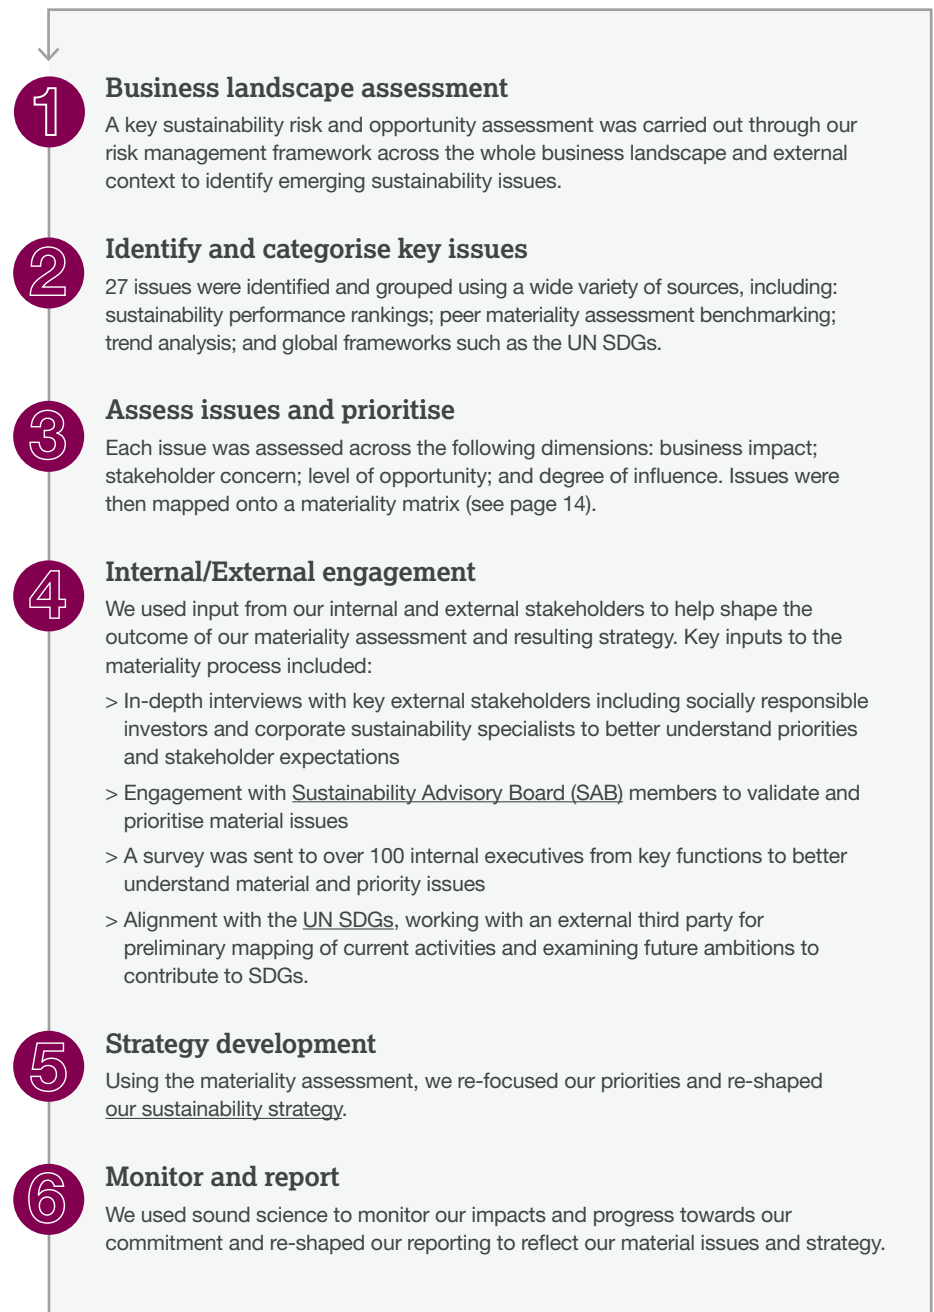 1
Business landscape assessment
A key sustainability risk and opportunity assessment was carried out through our
risk management framework across the whole business landscape and external
context to identify emerging sustainability issues.
2
Identify and categorise key issues
27 issues were identified and grouped using a wide variety of sources, including:
sustainability performance rankings; peer materiality assessment benchmarking;
trend analysis; and global frameworks such as the UN SDGs.
3
Assess issues and prioritise
Each issue was assessed across the following dimensions: business impact;
stakeholder concern; level of opportunity; and degree of influence. Issues were
then mapped onto a materiality matrix (see page 14).
4
Internal/External engagement
We used input from our internal and external stakeholders to help shape the
outcome of our materiality assessment and resulting strategy. Key inputs to the
materiality process included:
> In-depth interviews with key external stakeholders including socially responsible
investors and corporate sustainability specialists to better understand priorities
and stakeholder expectations
> Engagement with Sustainability Advisory Board (SAB) members to validate and
prioritise material issues
> A survey was sent to over 100 internal executives from key functions to better
understand material and priority issues
> Alignment with the UN SDGs, working with an external third party for
preliminary mapping of current activities and examining future ambitions to
contribute to SDGs.
5
Strategy development
Using the materiality assessment, we re-focused our priorities and re-shaped
our sustainability strategy.
6
Monitor and report
We used sound science to monitor our impacts and progress towards our
commitment and re-shaped our reporting to reflect our material issues and strategy.